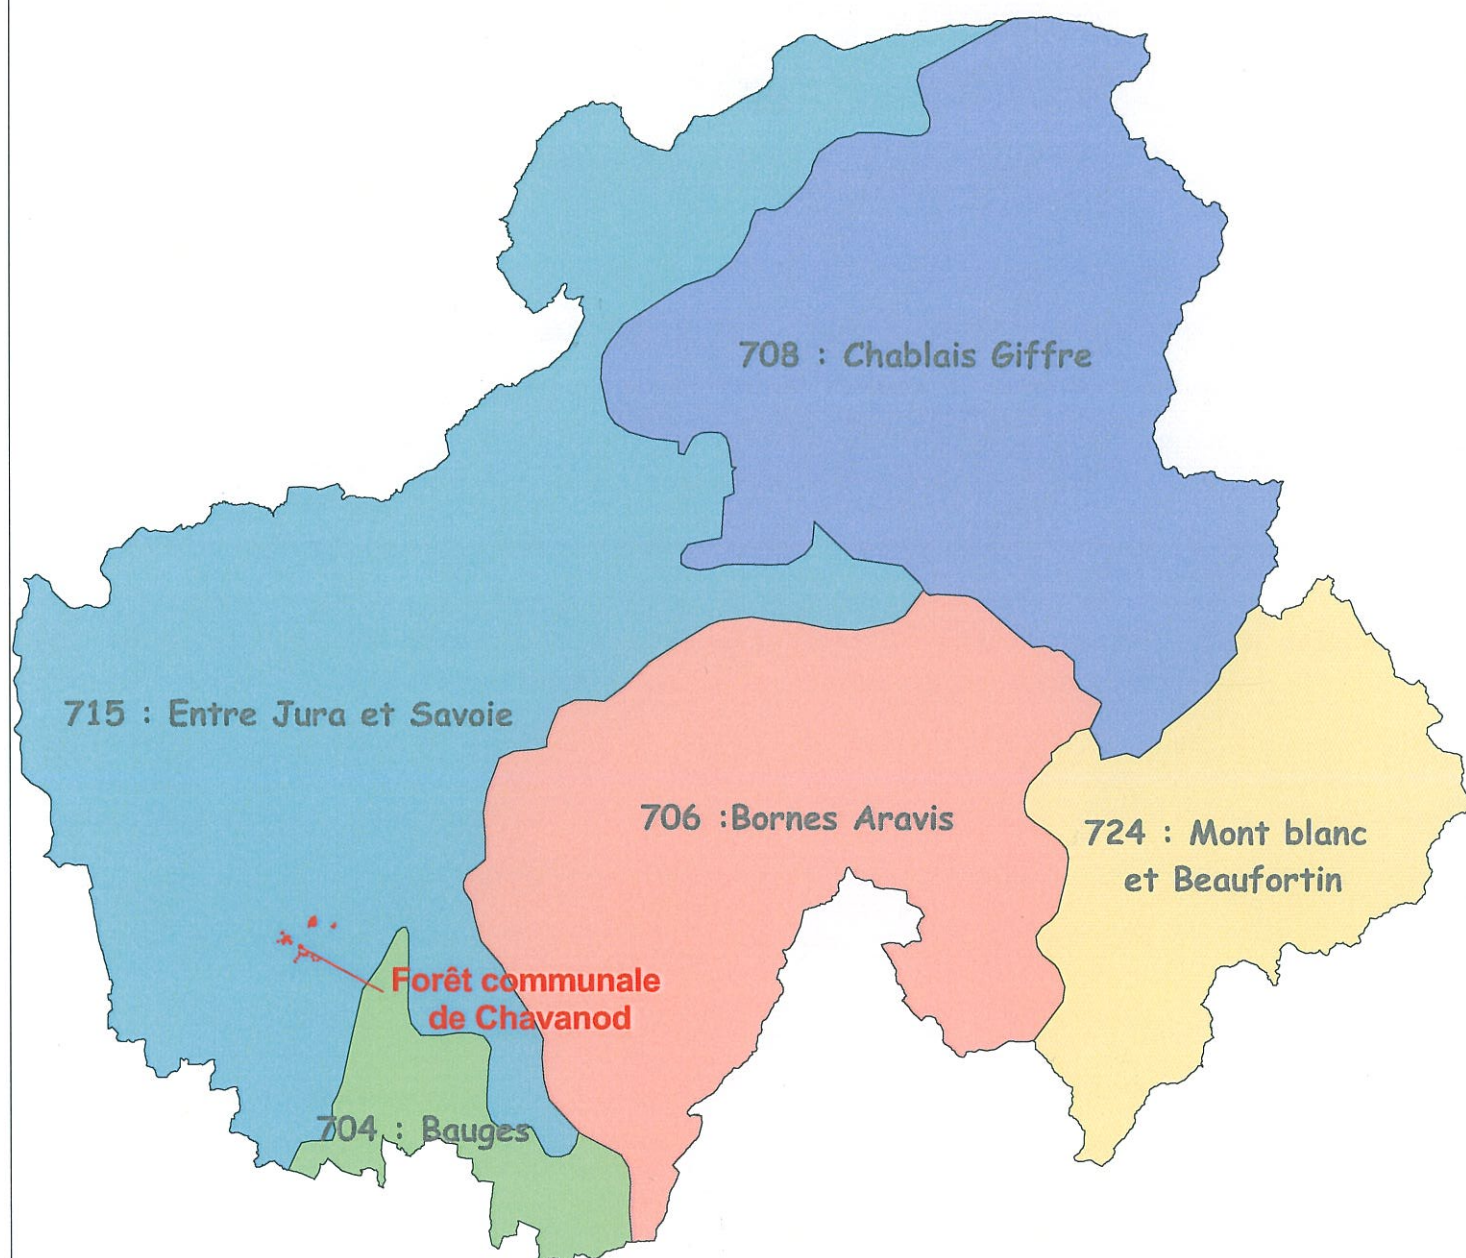 708 : Chablais Giffre
715 : Entre Jura et Savoie
706 :Bornes Aravis
724 : Mont blanc
et Beaufortin
Forêt communale
de Chavanod
704 : Bauges